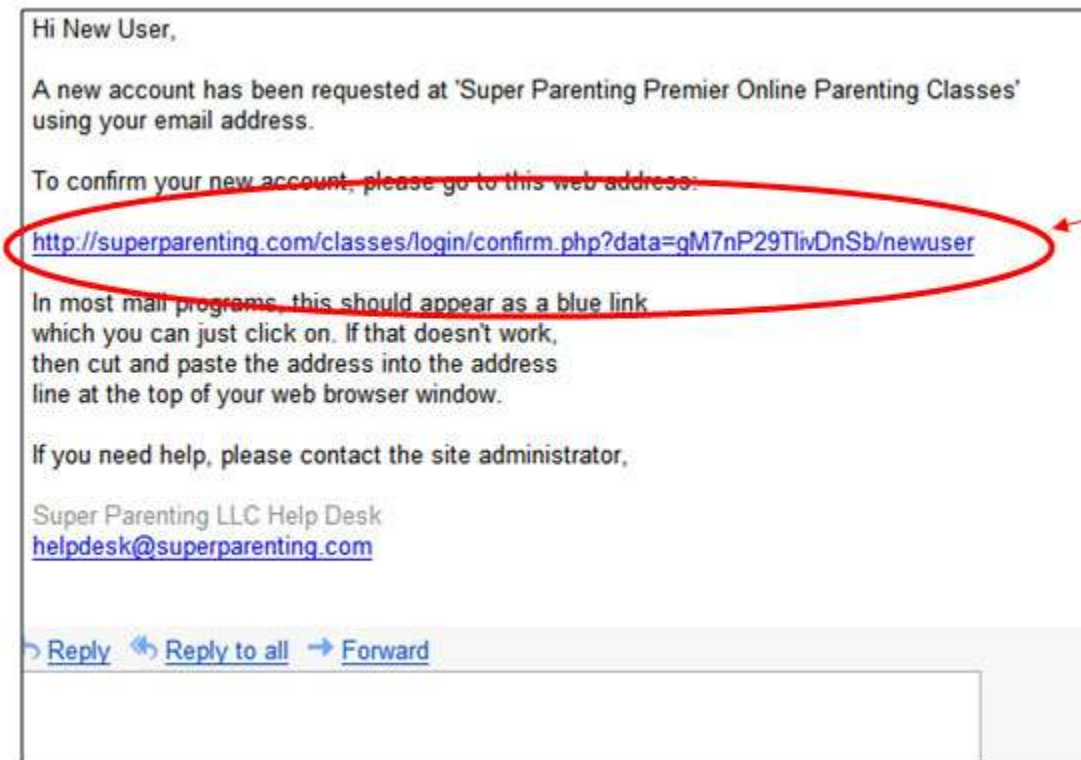 Hi New User,
A new account has been requested at 'Super Parenting Premier Online Parenting Classes'
using your email address.
To confirm your new account, please go to this web address:
http://superparenting.com/classes/login/confirm.php?data=gM7nP29TlivDnSb/newuser
In most mail programs, this should appear as a blue link
which you can just click on. If that doesn't work,
then cut and paste the address into the address
line at the top of your web browser window.
If you need help, please contact the site administrator,
Super Parenting LLC Help Desk
helpdesk@superparenting.com
Reply Reply to all Forward